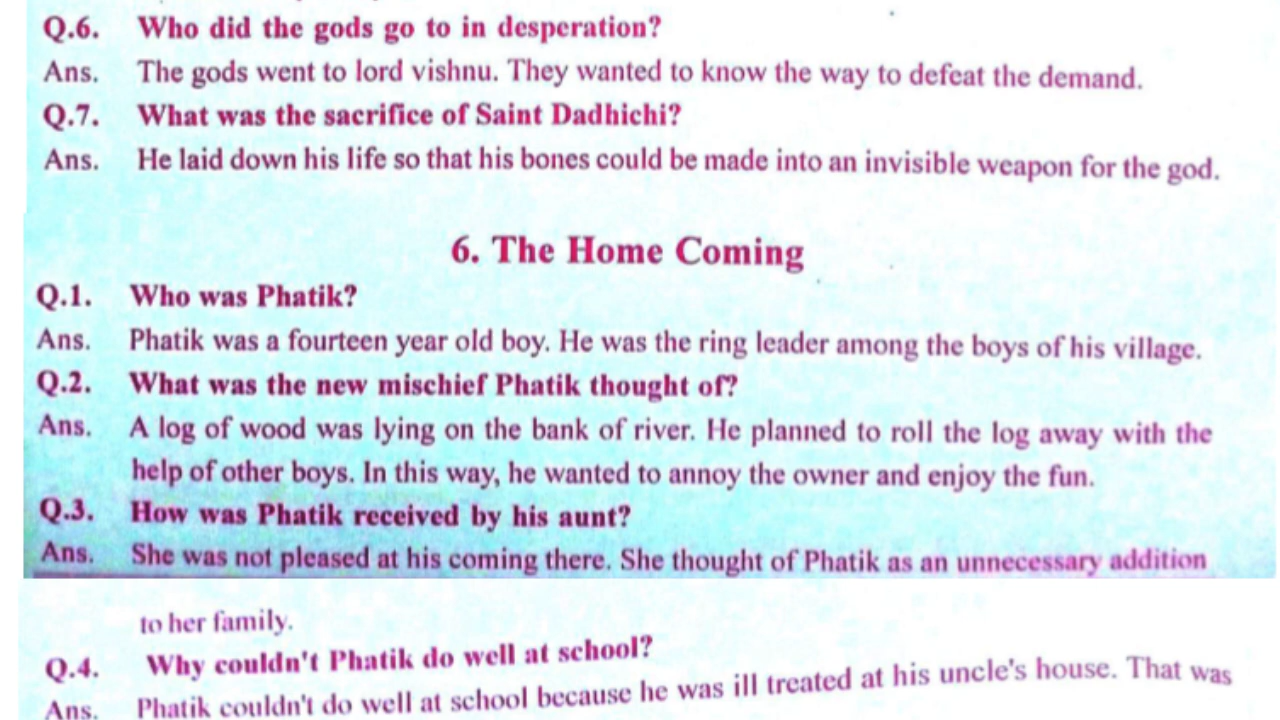 Q.6. Who did the gods go to in desperation?
Ans. The gods went to lord vishnu. They wanted to know the way to defeat the demand.
Q.7. What was the sacrifice of Saint Dadhichi?
Ans. He laid down his life so that his bones could be made into an invisible weapon for the god.
6. The Home Coming
Q.1. Who was Phatik?
Ans. Phatik was a fourteen year old boy. He was the ring leader among the boys of his village.
Q.2. What was the new mischief Phatik thought of?
Ans. A log of wood was lying on the bank of river. He planned to roll the log away with the
help of other boys. In this way, he wanted to annoy the owner and enjoy the fun.
Q.3. How was Phatik received by his aunt?
Ans. She was not pleased at his coming there. She thought of Phatik as an unnecessary addition
to her family.
Q.4. Why couldn't Phatik do well at school?
Ans. Phatik couldn't do well at school because he was ill treated at his uncle's house. That was